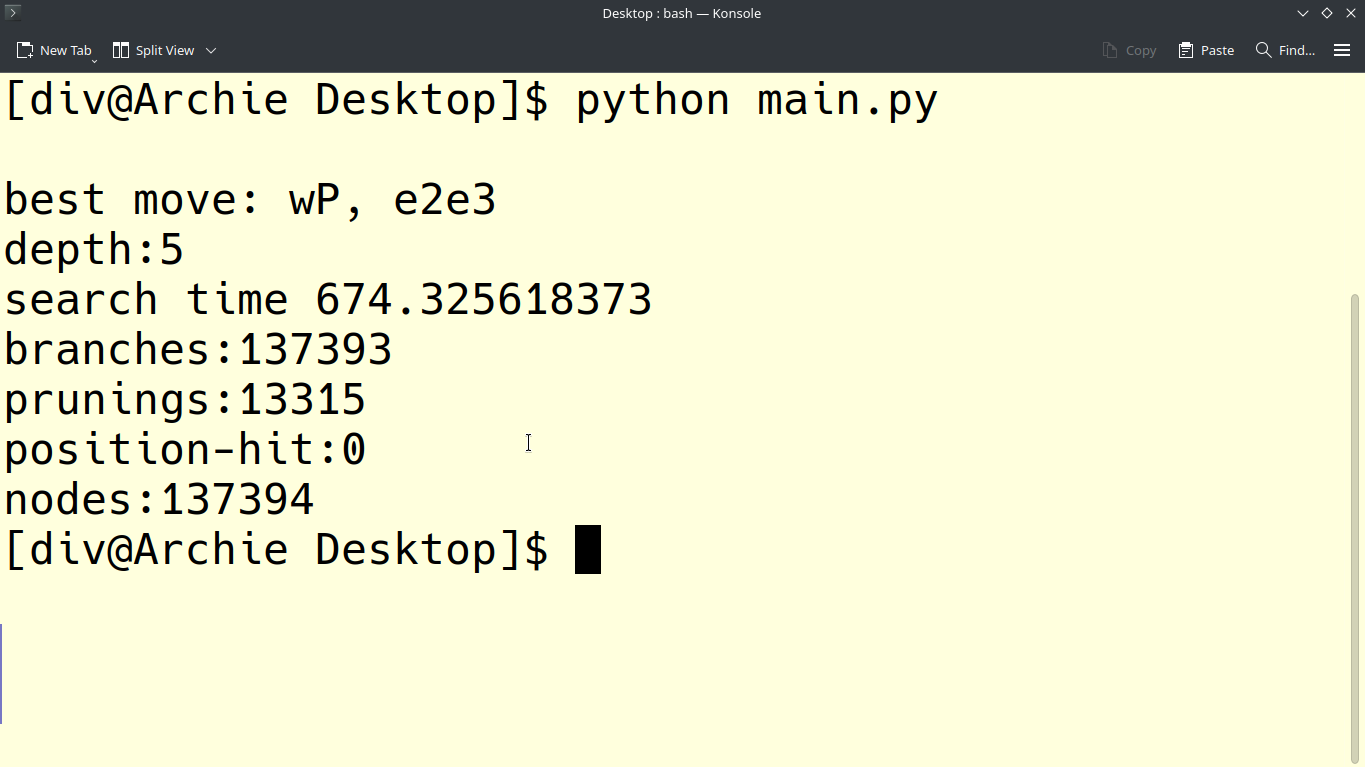 Desktop : bash — Konsole
New Tab Split View Copy Paste Find...
[div@Archie Desktop]$ python main.py
best move: wP, e2e3
depth:5
search time 674.325618373
branches:137393
prunings:13315
position-hit:0
nodes:137394
[div@Archie Desktop]$